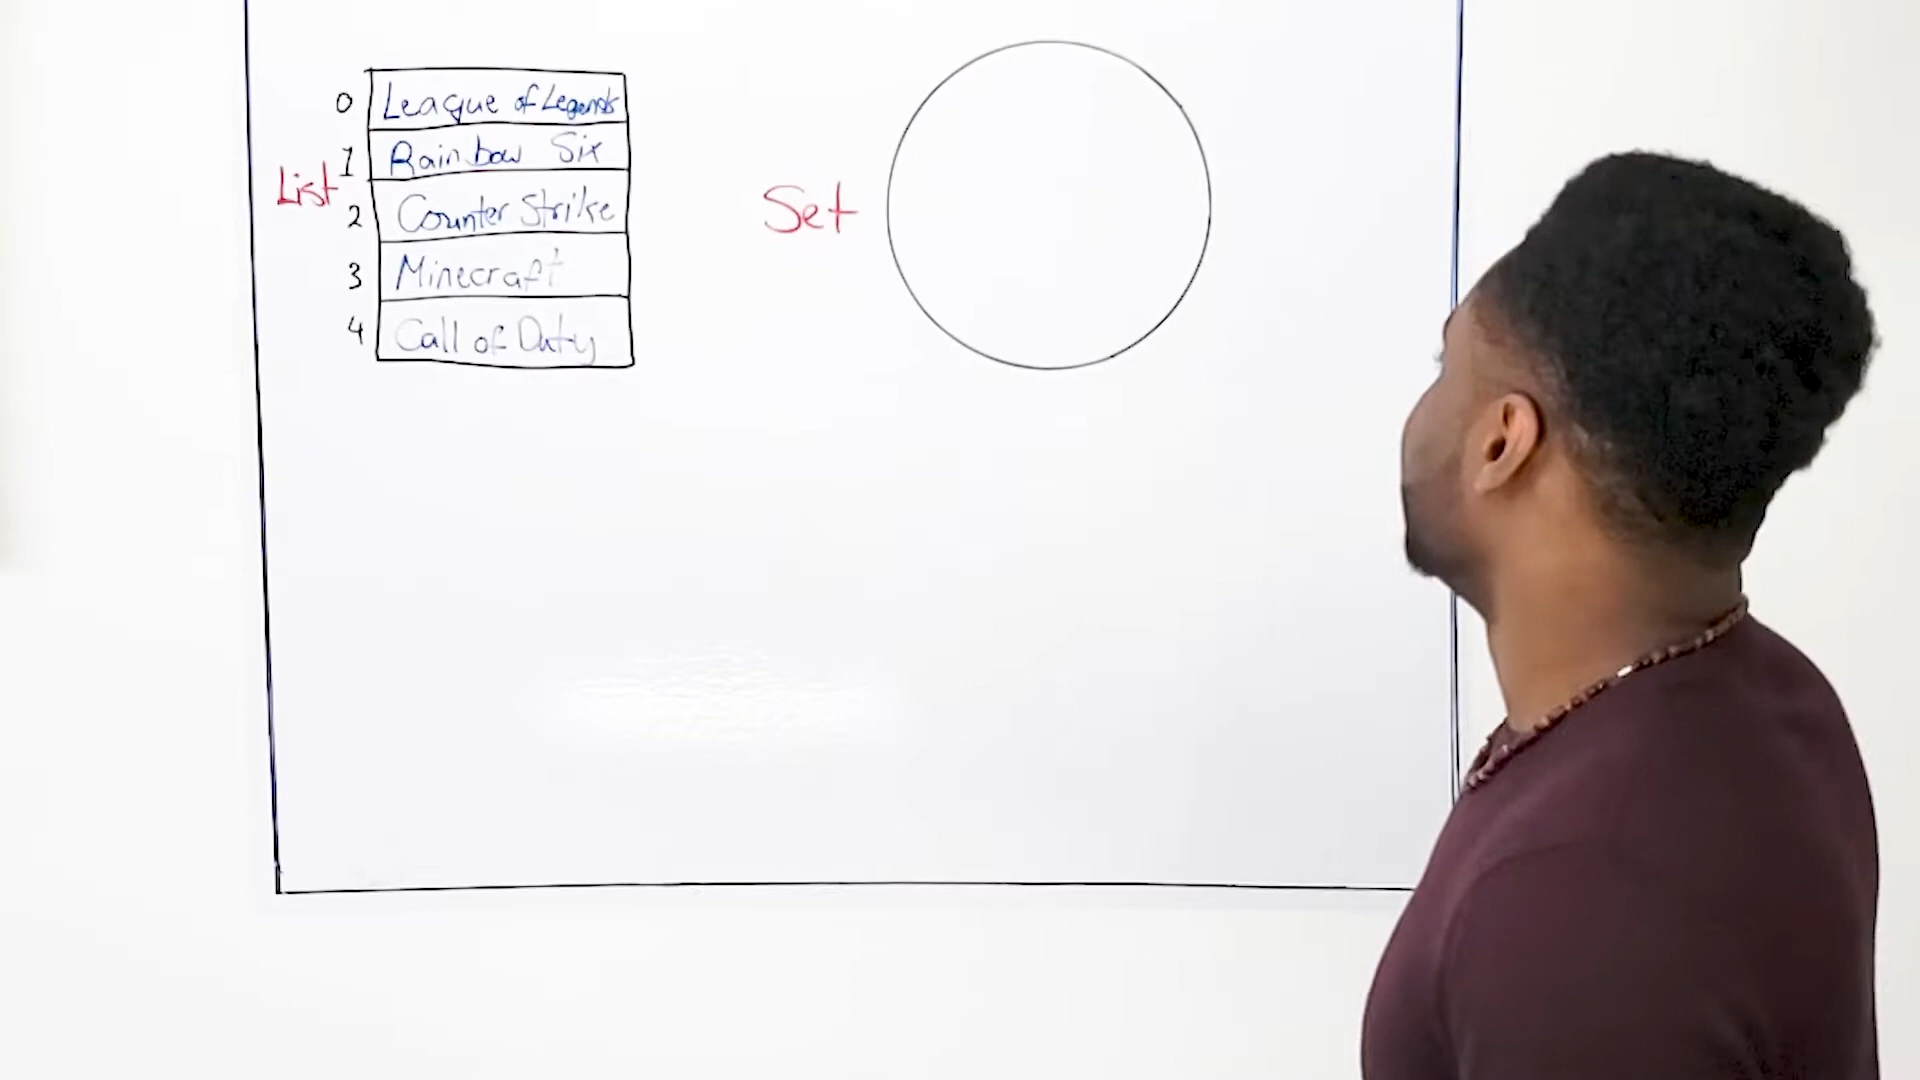 0 League of Legends
1 Rainbow Six
List
2 Counter Strike
Set
3 Minecraft
4 Call of Duty